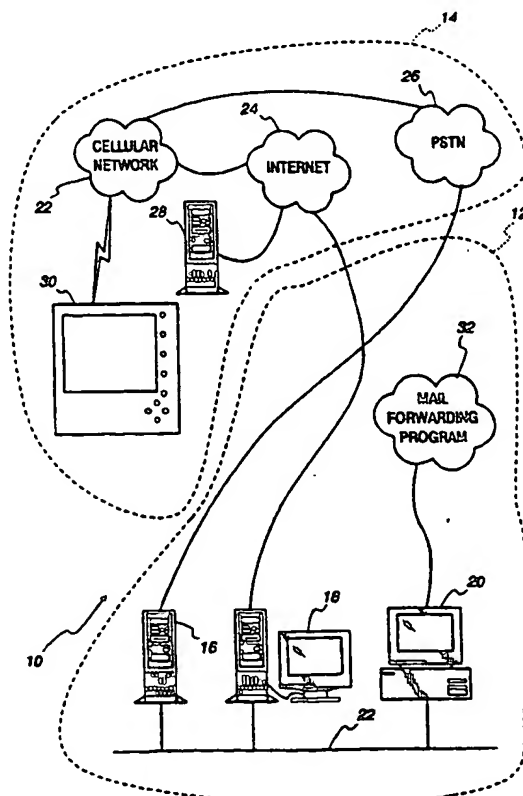 14
26
24
CELLULAR
NETWORK
INTERNET
PSTN
22
28
12
30
32
MAIL
FORWARDING
PROGRAM
18
20
16
10
22